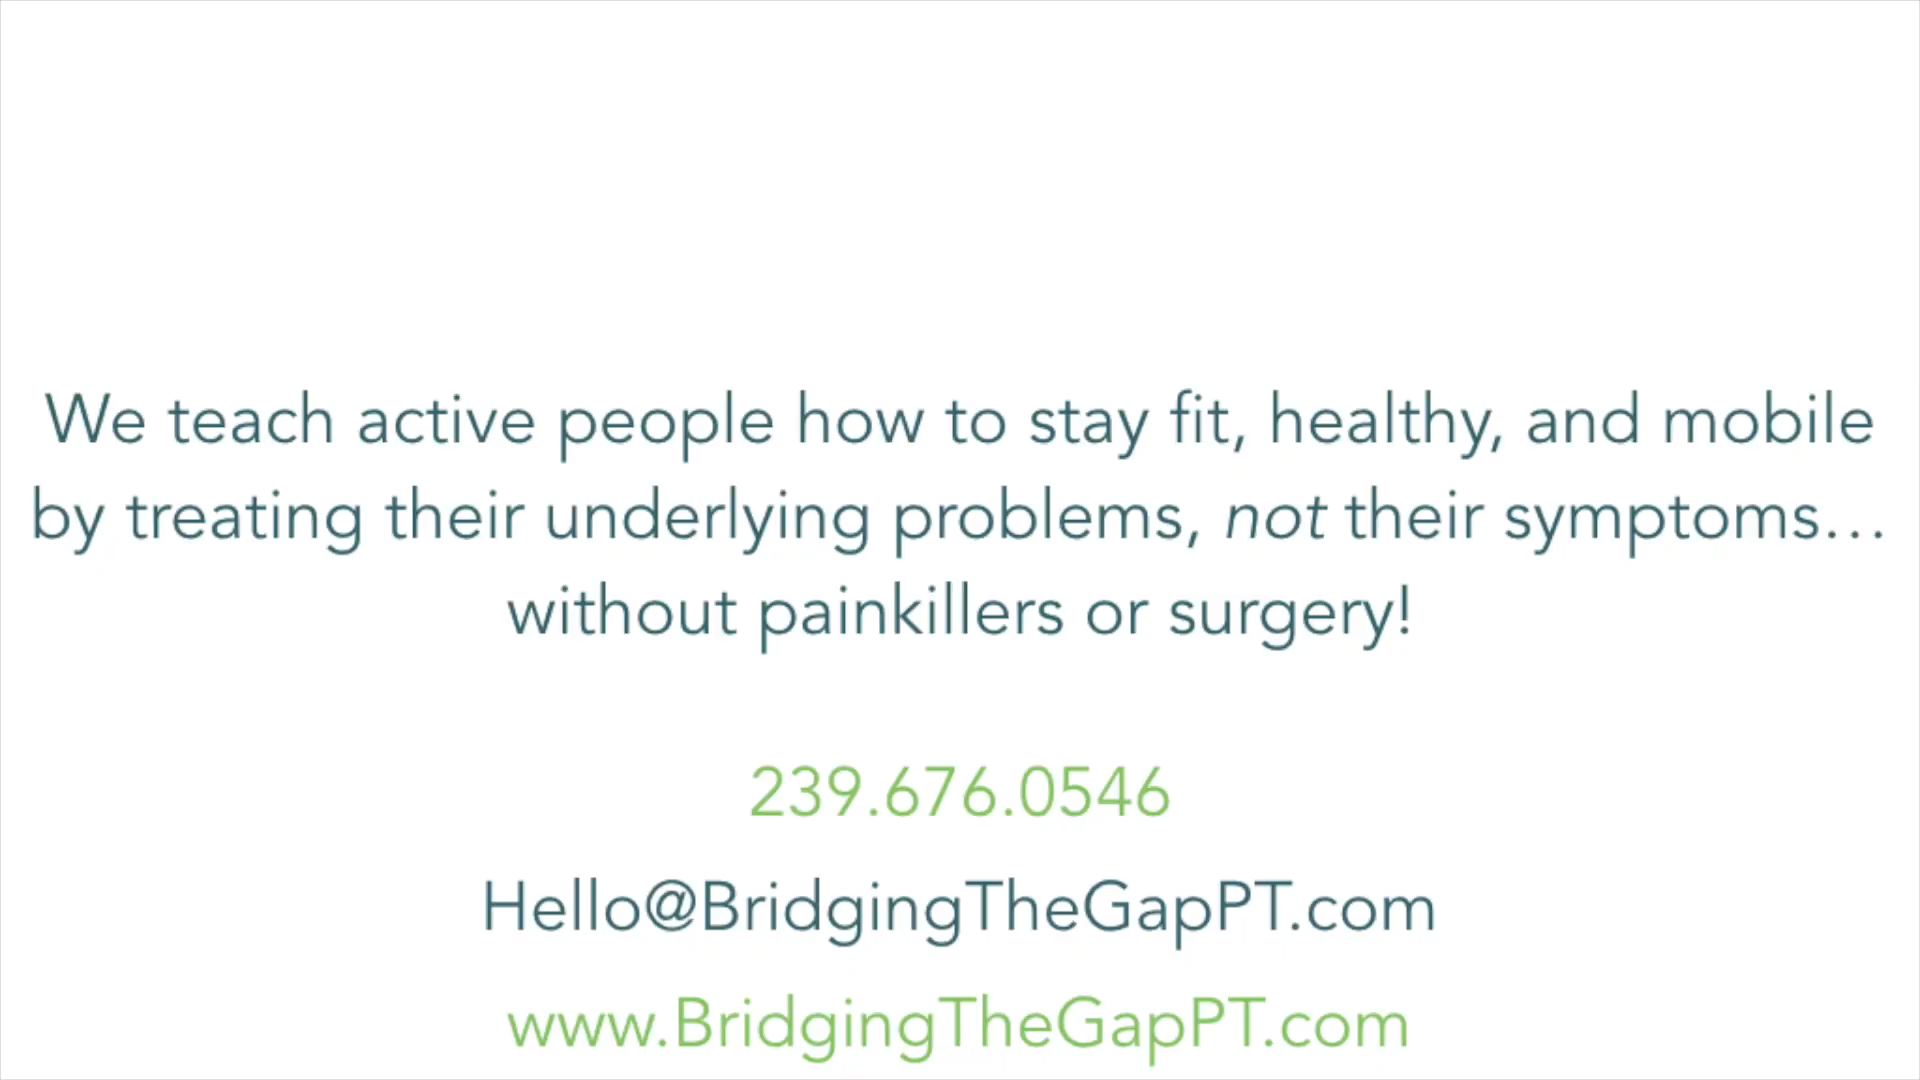 We teach active people how to stay fit, healthy, and mobile
by treating their underlying problems, not their symptoms...
without painkillers or surgery!
239.676.0546
Hello@BridgingTheGapPT.com
www.BridgingTheGapPT.com